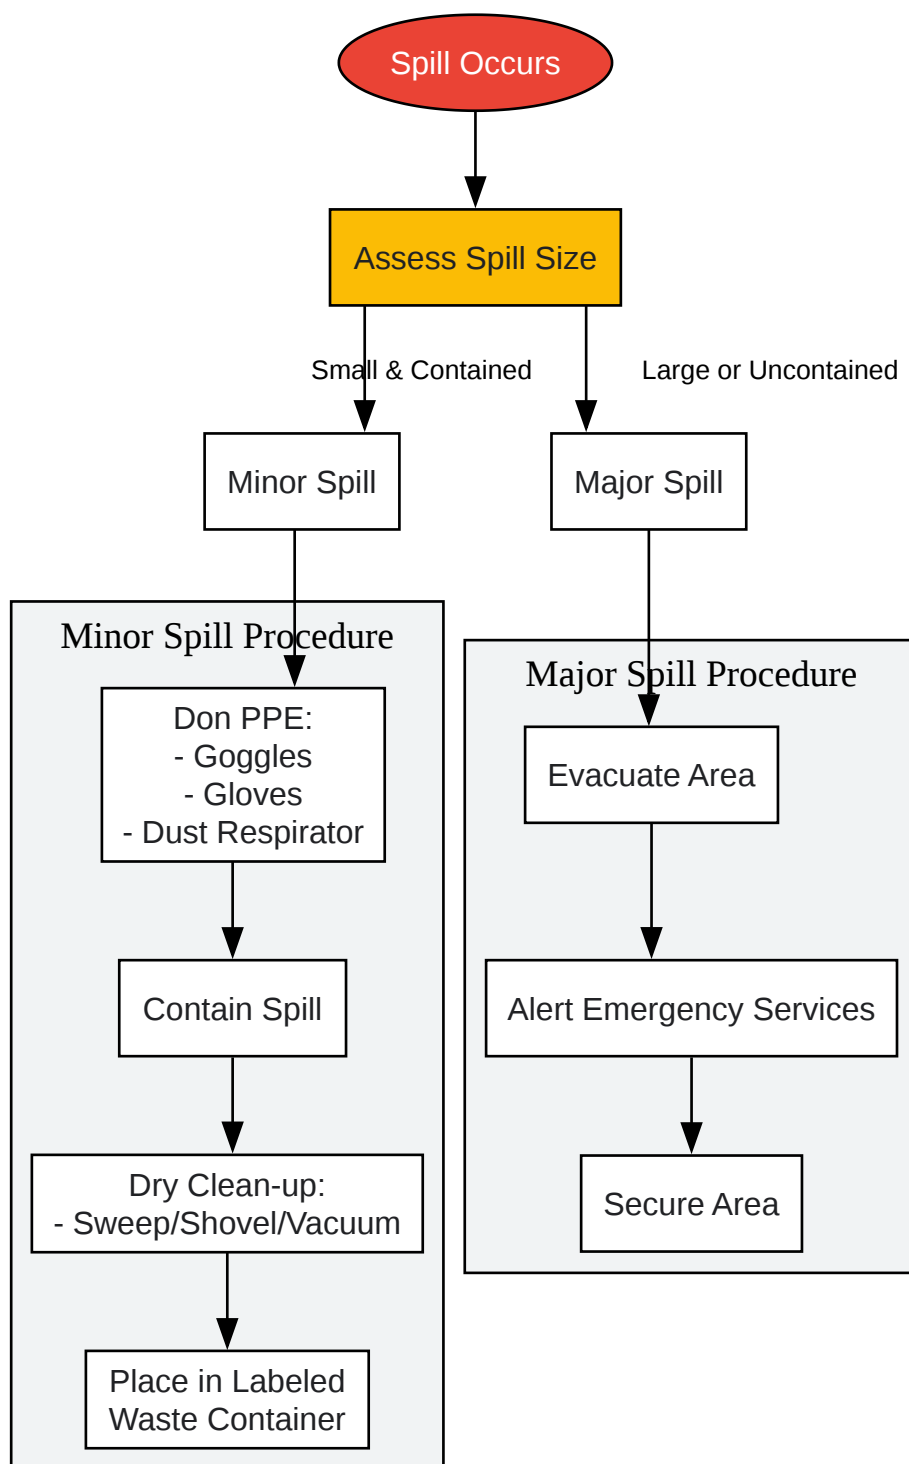 Spill Occurs
Assess Spill Size
Small & Contained
Large or Uncontained
Minor Spill
Major Spill
Minor Spill Procedure
Don PPE:
- Goggles
- Gloves
- Dust Respirator
Contain Spill
Dry Clean-up:
- Sweep/Shovel/Vacuum
Place in Labeled
Waste Container
Major Spill Procedure
Evacuate Area
Alert Emergency Services
Secure Area